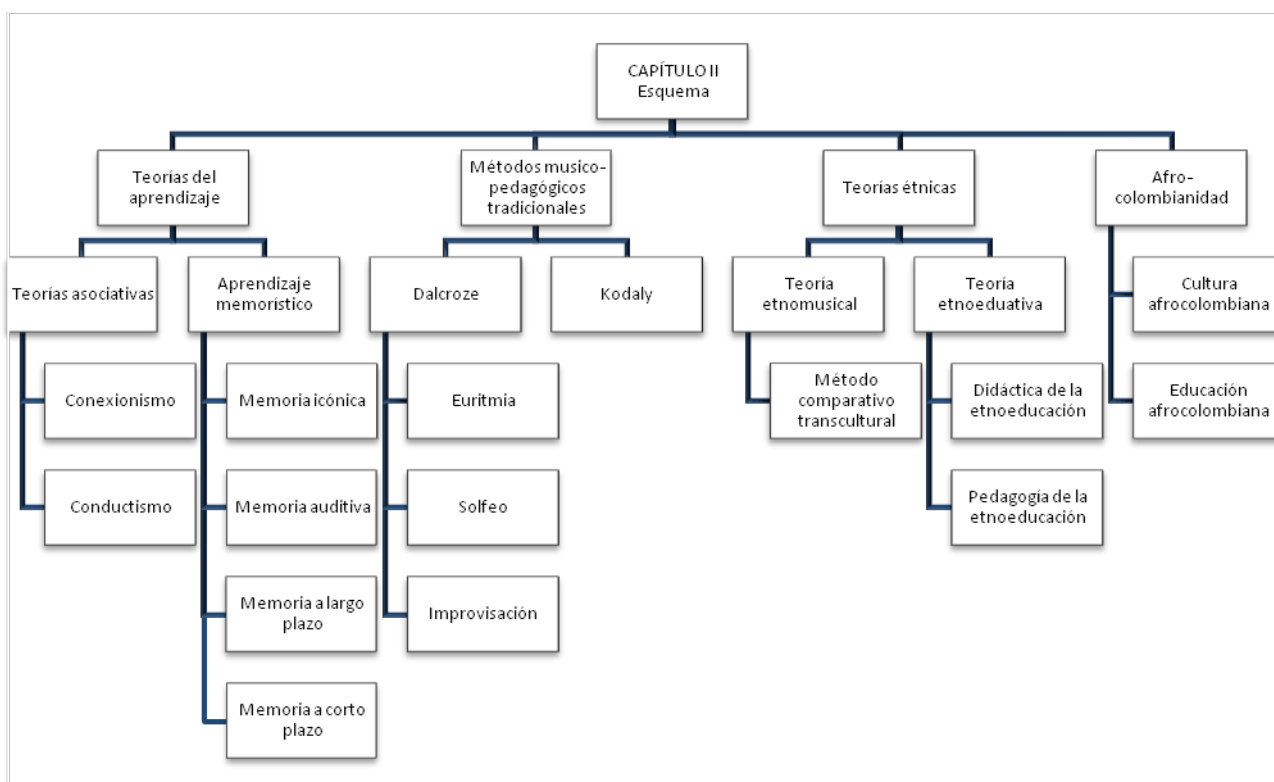 CAPÍTULO II
Esquema
Teorías del
aprendizaje
Métodos musico-
pedagógicos
tradicionales
Teorías étnicas
Afro-
colombianidad
Teorías asociativas
Aprendizaje
memorístico
Dalcroze
Kodaly
Teoría
etnomusical
Teoría
etnoeduativa
Cultura
afrocolombiana
Conexionismo
Memoria icónica
Euritmia
Método
comparativo
transcultural
Didáctica de la
etnoeducación
Educación
afrocolombiana
Conductismo
Memoria auditiva
Solfeo
Pedagogía de la
etnoeducación
Memoria a largo
plazo
Improvisación
Memoria a corto
plazo